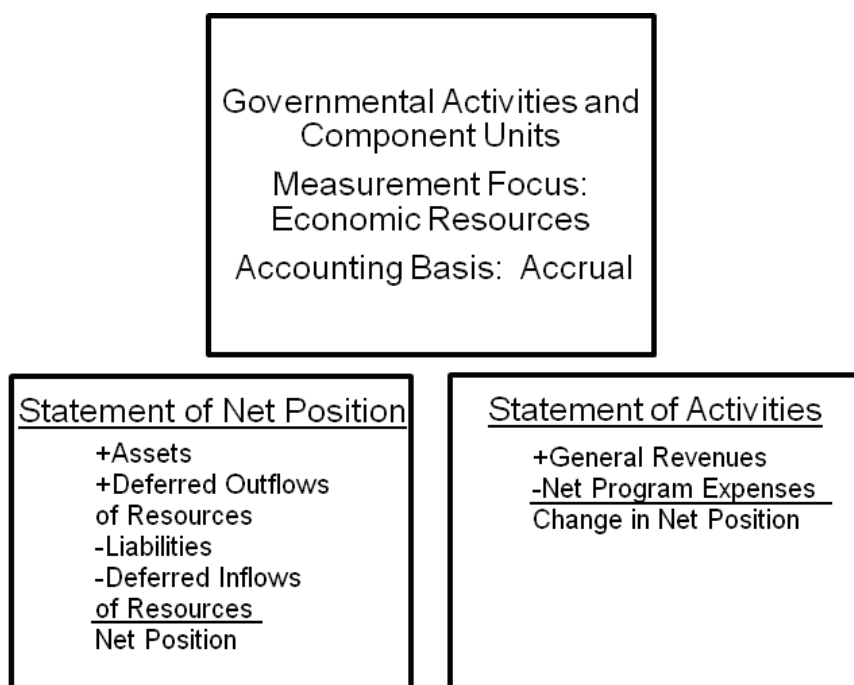 Governmental Activities and
Component Units
Measurement Focus:
Economic Resources
Accounting Basis: Accrual
Statement of Net Position
+Assets
+Deferred Outflows
of Resources
-Liabilities
-Deferred Inflows
of Resources
Net Position
Statement of Activities
+General Revenues
-Net Program Expenses
Change in Net Position